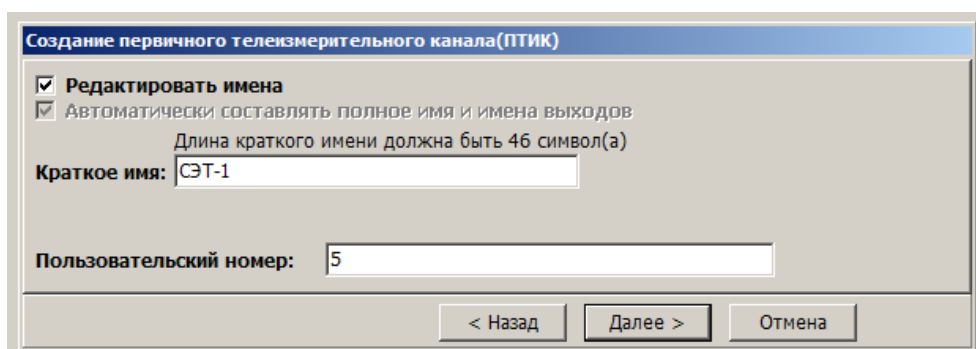 Создание первичного телеизмерительного канала(ПТИК)
Редактировать имена
Автоматически составлять полное имя и имена выходов
Длина краткого имени должна быть 46 символ(а)
Краткое имя: СЭТ-1
Пользовательский номер: 5
< Назад Далее > Отмена